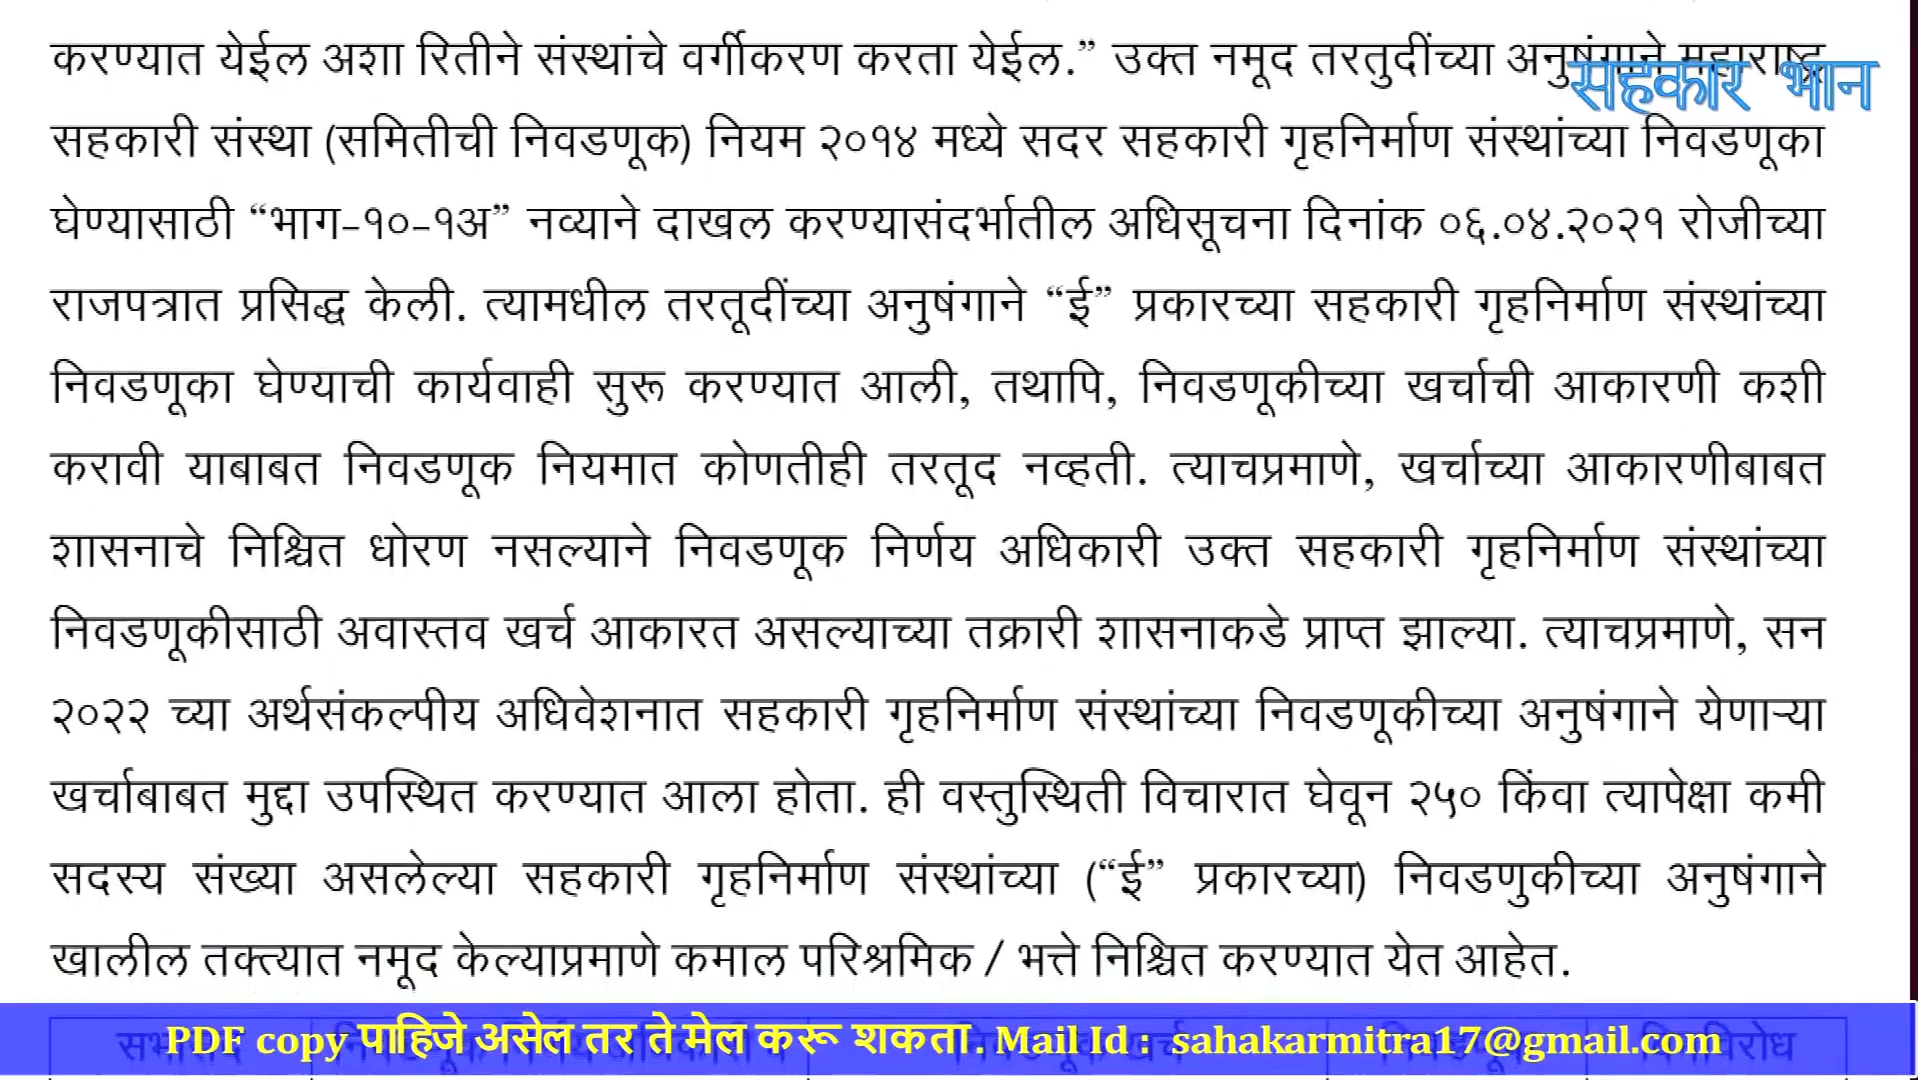 करण्यात येईल अशा रितीने संस्थांचे वर्गीकरण करता येईल.” उक्त नमूद तरतुदींच्या अनुषंगाने महाराष्ट्र
सहकार भान
सहकारी संस्था (समितीची निवडणूक) नियम २०१४ मध्ये सदर सहकारी गृहनिर्माण संस्थांच्या निवडणूका
घेण्यासाठी “भाग-१०-१अ” नव्याने दाखल करण्यासंदर्भातील अधिसूचना दिनांक ०६.०४.२०२१ रोजीच्या
राजपत्रात प्रसिद्ध केली. त्यामधील तरतूदींच्या अनुषंगाने “ई” प्रकारच्या सहकारी गृहनिर्माण संस्थांच्या
निवडणूका घेण्याची कार्यवाही सुरू करण्यात आली, तथापि, निवडणूकीच्या खर्चाची आकारणी कशी
करावी याबाबत निवडणूक नियमात कोणतीही तरतूद नव्हती. त्याचप्रमाणे, खर्चाच्या आकारणीबाबत
शासनाचे निश्चित धोरण नसल्याने निवडणूक निर्णय अधिकारी उक्त सहकारी गृहनिर्माण संस्थांच्या
निवडणूकीसाठी अवास्तव खर्च आकारत असल्याच्या तक्रारी शासनाकडे प्राप्त झाल्या. त्याचप्रमाणे, सन
२०२२ च्या अर्थसंकल्पीय अधिवेशनात सहकारी गृहनिर्माण संस्थांच्या निवडणूकीच्या अनुषंगाने येणाऱ्या
खर्चाबाबत मुद्दा उपस्थित करण्यात आला होता. ही वस्तुस्थिती विचारात घेवून २५० किंवा त्यापेक्षा कमी
सदस्य संख्या असलेल्या सहकारी गृहनिर्माण संस्थांच्या (“ई” प्रकारच्या) निवडणुकीच्या अनुषंगाने
खालील तक्त्यात नमूद केल्याप्रमाणे कमाल परिश्रमिक / भत्ते निश्चित करण्यात येत आहेत.
PDF copy पाहिजे असेल तर ते मेल करू शकता. Mail Id : sahakarmitra17@gmail.com